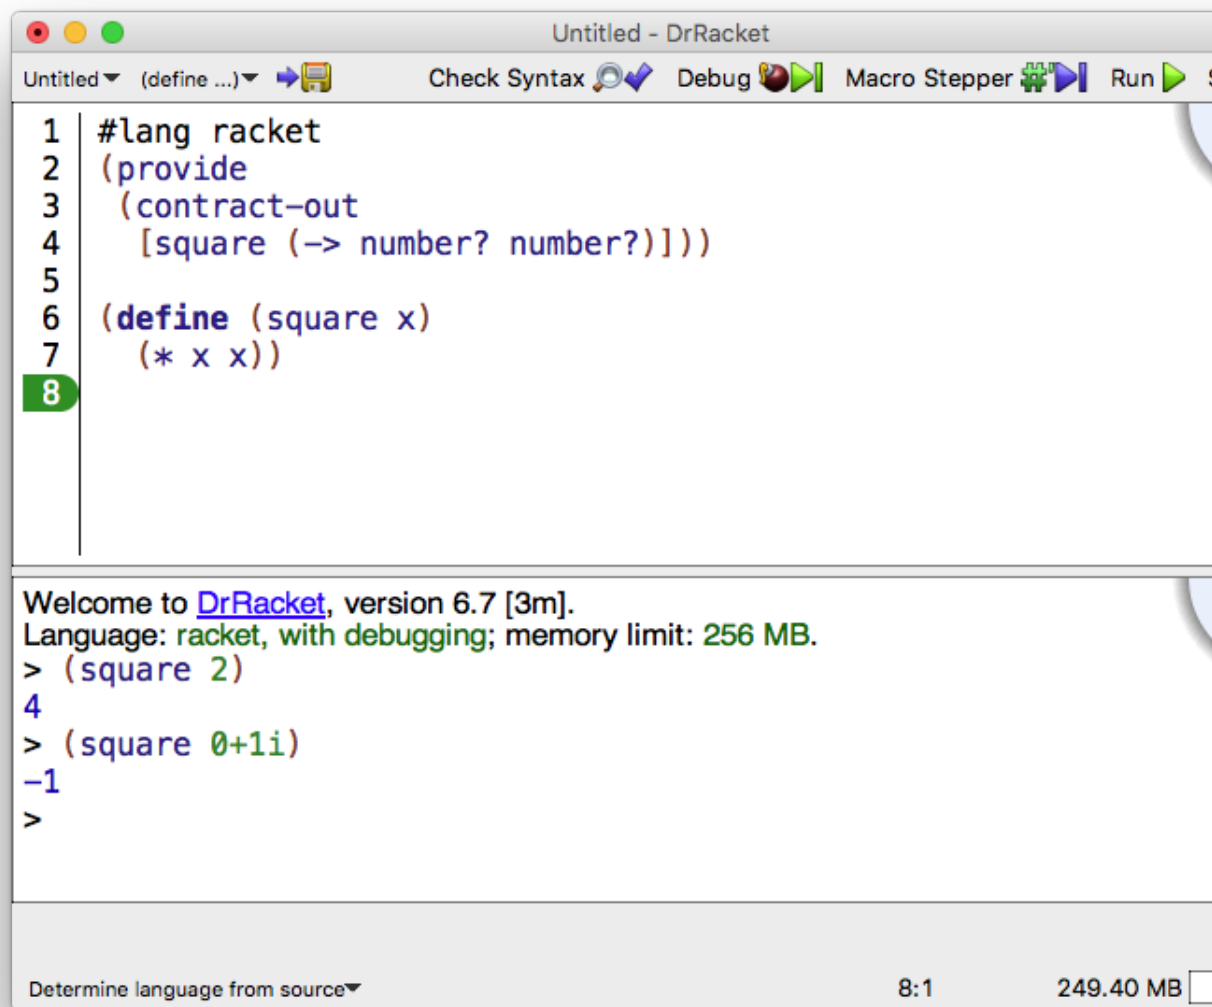 Untitled - DrRacket
Untitled (define ...) Check Syntax Debug Macro Stepper Run
1 #lang racket
2 (provide
3  (contract-out
4   [square (-> number? number?)]))
5
6 (define (square x)
7   (* x x))
8
Welcome to DrRacket, version 6.7 [3m].
Language: racket, with debugging; memory limit: 256 MB.
> (square 2)
4
> (square 0+1i)
-1
>
Determine language from source 8:1 249.40 MB